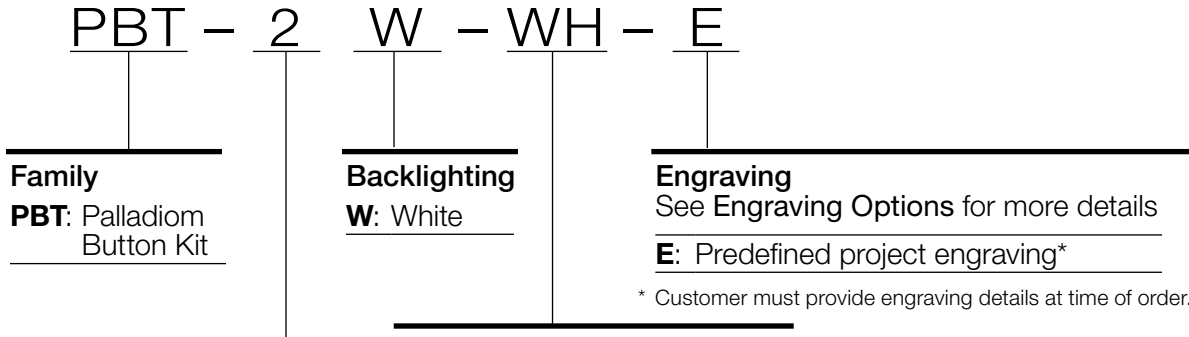 PBT – 2 W – WH – E
Family
PBT: Palladiom
Button Kit
Backlighting
W: White
Engraving
See Engraving Options for more details
E: Predefined project engraving*
* Customer must provide engraving details at time of order.